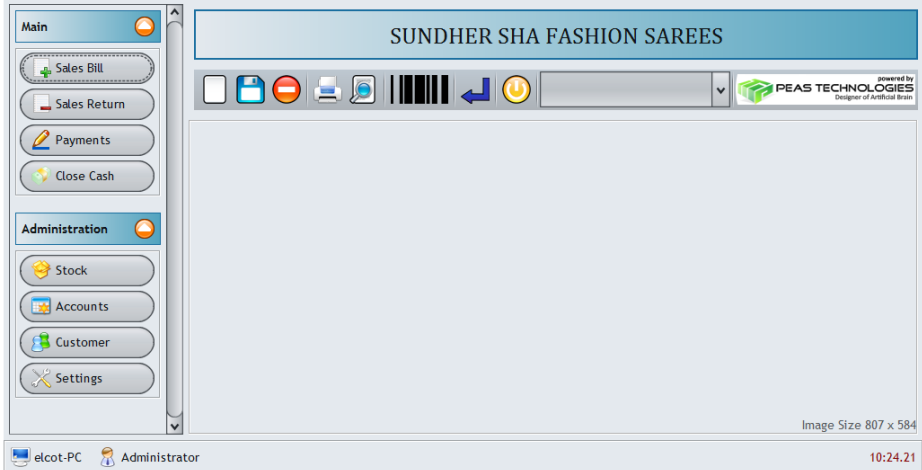 Main
Sales Bill
Sales Return
Payments
Close Cash
Administration
Stock
Accounts
Customer
Settings
SUNDHER SHA FASHION SAREES
powered by
PEAS TECHNOLOGIES
Designer of Artificial Brain
Image Size 807 x 584
elcot-PC Administrator 10:24.21